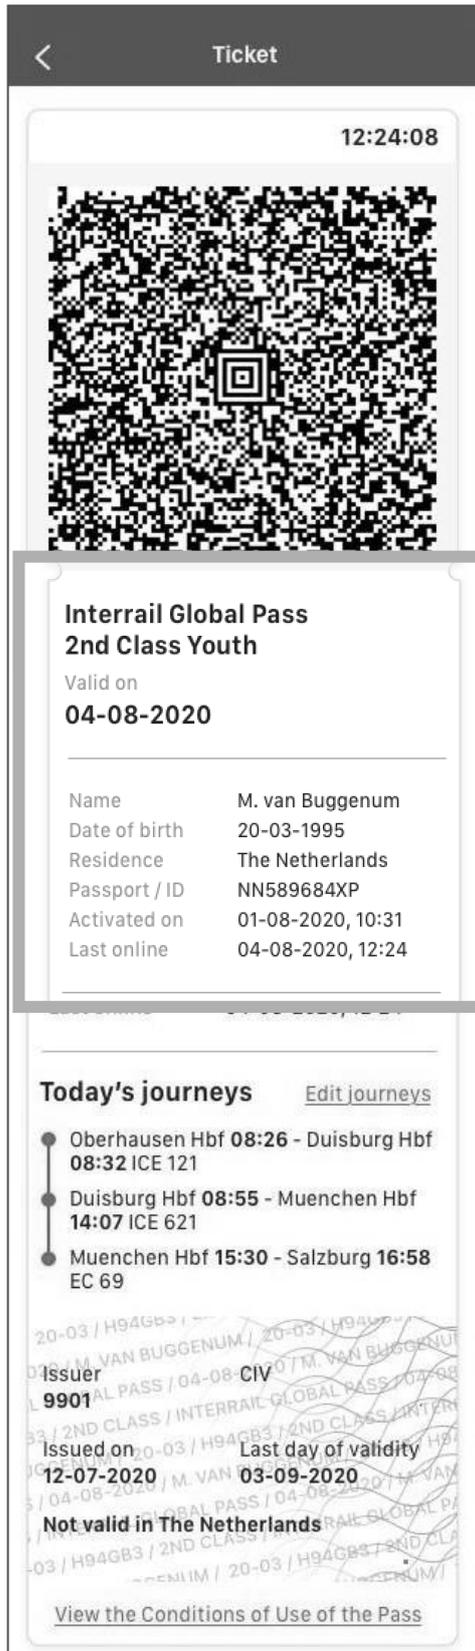 Ticket
12:24:08
Interrail Global Pass
2nd Class Youth
Valid on
04-08-2020
Name M. van Buggenum
Date of birth 20-03-1995
Residence The Netherlands
Passport / ID NN589684XP
Activated on 01-08-2020, 10:31
Last online 04-08-2020, 12:24
Today's journeys Edit journeys
Oberhausen Hbf 08:26 - Duisburg Hbf
08:32 ICE 121
Duisburg Hbf 08:55 - Muenchen Hbf
14:07 ICE 621
Muenchen Hbf 15:30 - Salzburg 16:58
EC 69
Issuer CIV
9901
Issued on Last day of validity
12-07-2020 03-09-2020
Not valid in The Netherlands
View the Conditions of Use of the Pass